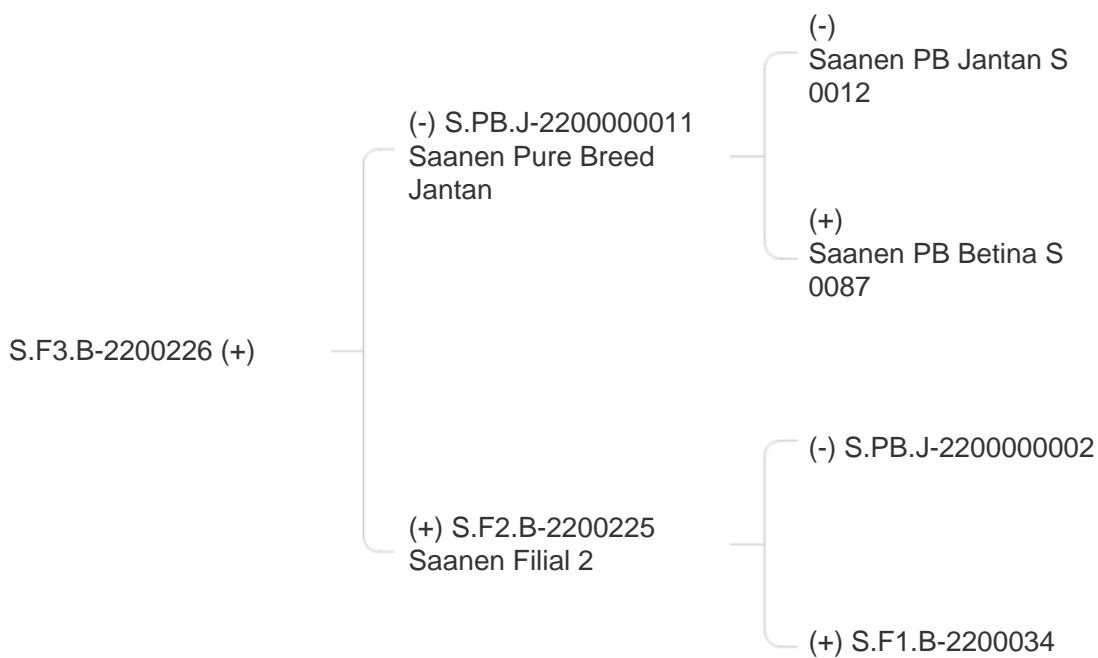 (-)
Saanen PB Jantan S
0012
(-) S.PB.J-2200000011
Saanen Pure Breed
Jantan
(+)
Saanen PB Betina S
0087
S.F3.B-2200226 (+)
(-) S.PB.J-2200000002
(+) S.F2.B-2200225
Saanen Filial 2
(+) S.F1.B-2200034